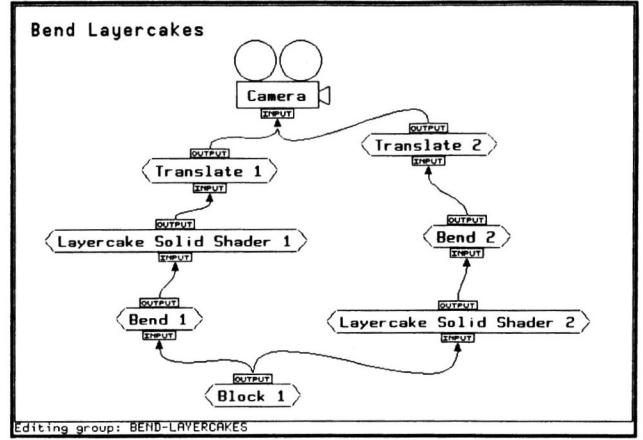 Bend Layercakes
Camera
INPUT
OUTPUT
Translate 1
INPUT
OUTPUT
Translate 2
INPUT
OUTPUT
Layercake Solid Shader 1
INPUT
OUTPUT
Bend 2
INPUT
OUTPUT
Bend 1
INPUT
OUTPUT
Layercake Solid Shader 2
INPUT
OUTPUT
Block 1
Editing group: BEND-LAYERCAKES